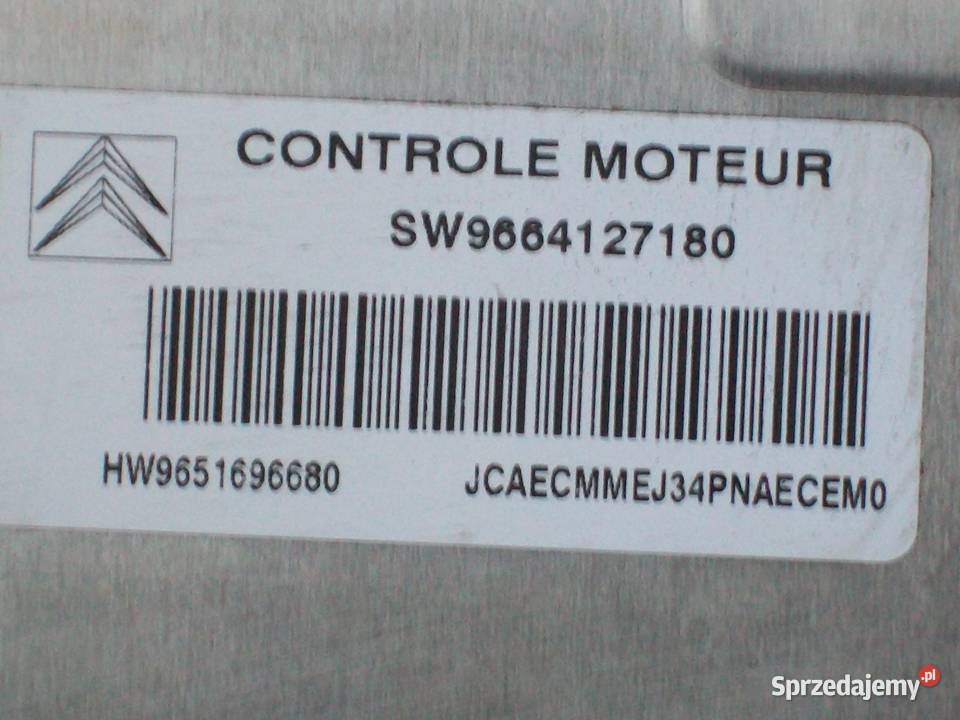 CONTROLE MOTEUR
SW9664127180
HW9651696680
JCAECMMEJ34PNAECEM0
Sprzedajemy.pl